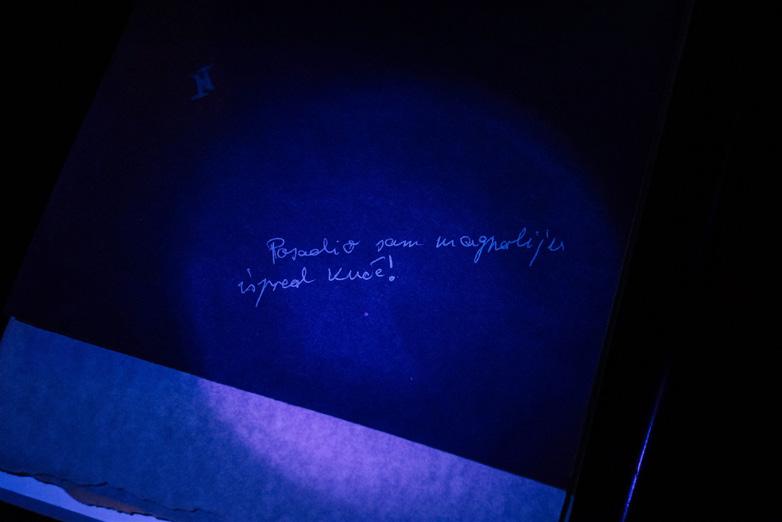 N
Posadio sam magnoliju
ispred kuće!